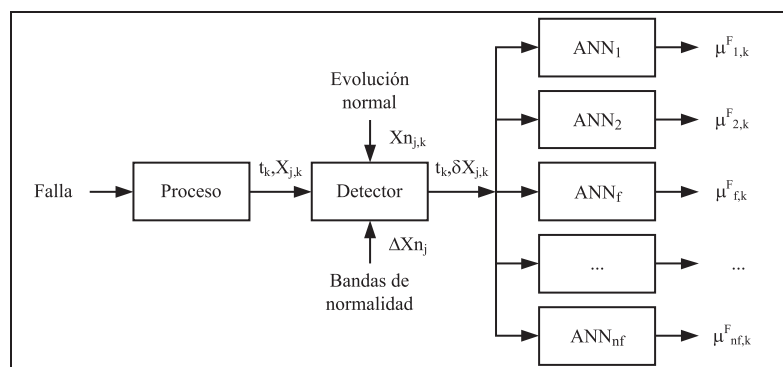 Evolución
normal
Xn_{j,k}
Falla
Proceso
t_k,X_{j,k}
Detector
t_k,δX_{j,k}
ΔXn_j
Bandas de
normalidad
ANN_1
μ^F_{1,k}
ANN_2
μ^F_{2,k}
ANN_f
μ^F_{f,k}
...
...
ANN_{nf}
μ^F_{nf,k}